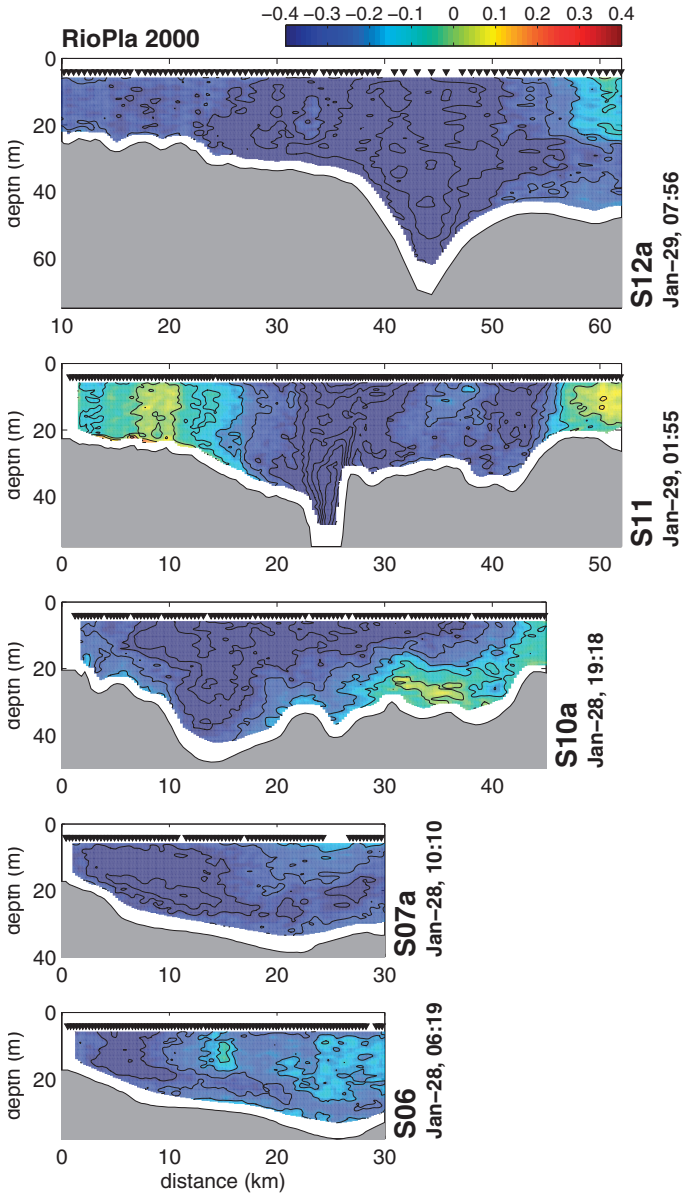 −0.4 −0.3 −0.2 −0.1 0 0.1 0.2 0.3 0.4
RioPla 2000
0
20
40
60
depth (m)
10 20 30 40 50 60
S12a
Jan−29, 07:56
0
20
40
depth (m)
0 10 20 30 40 50
S11
Jan−29, 01:55
0
20
40
depth (m)
0 10 20 30 40
S10a
Jan−28, 19:18
0
20
40
depth (m)
0 10 20 30
S07a
Jan−28, 10:10
0
20
depth (m)
0 10 20 30
distance (km)
S06
Jan−28, 06:19